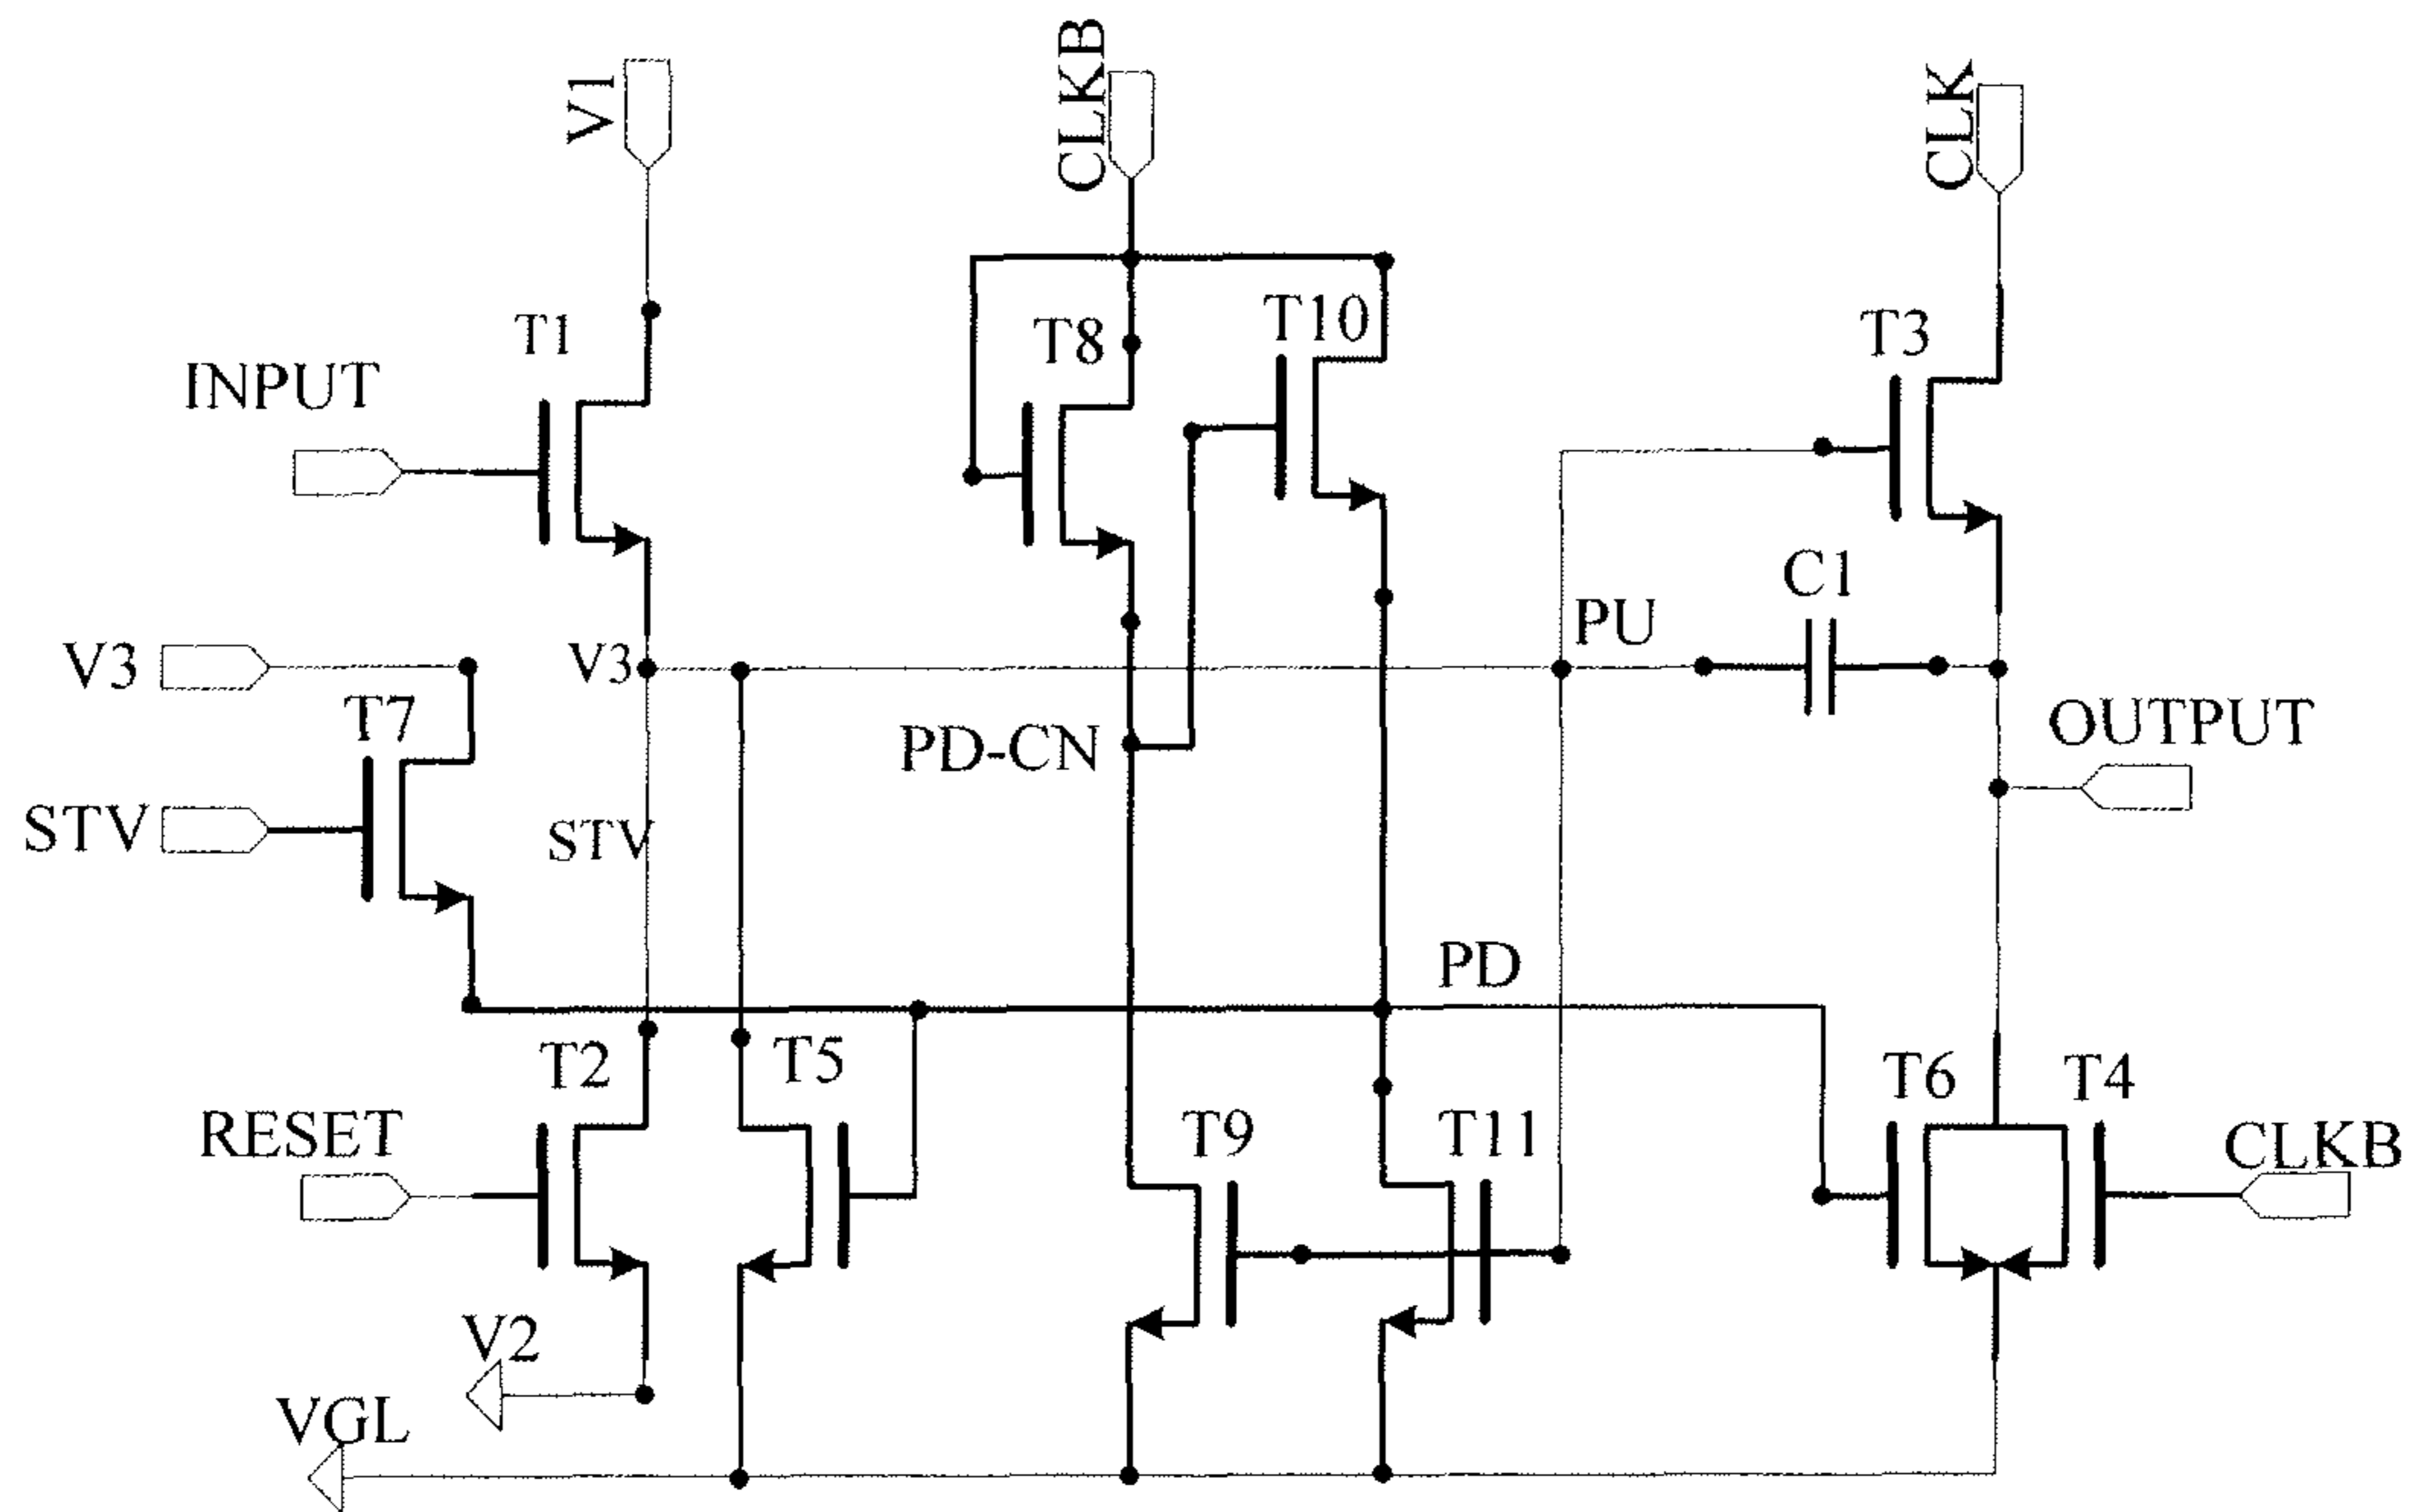 V1
CLKB
CLK
T1
T8
T10
T3
INPUT
C1
V3
V3
PU
T7
PD-CN
OUTPUT
STV
STV
PD
T2
T5
T6
T4
RESET
T9
T11
CLKB
V2
VGL